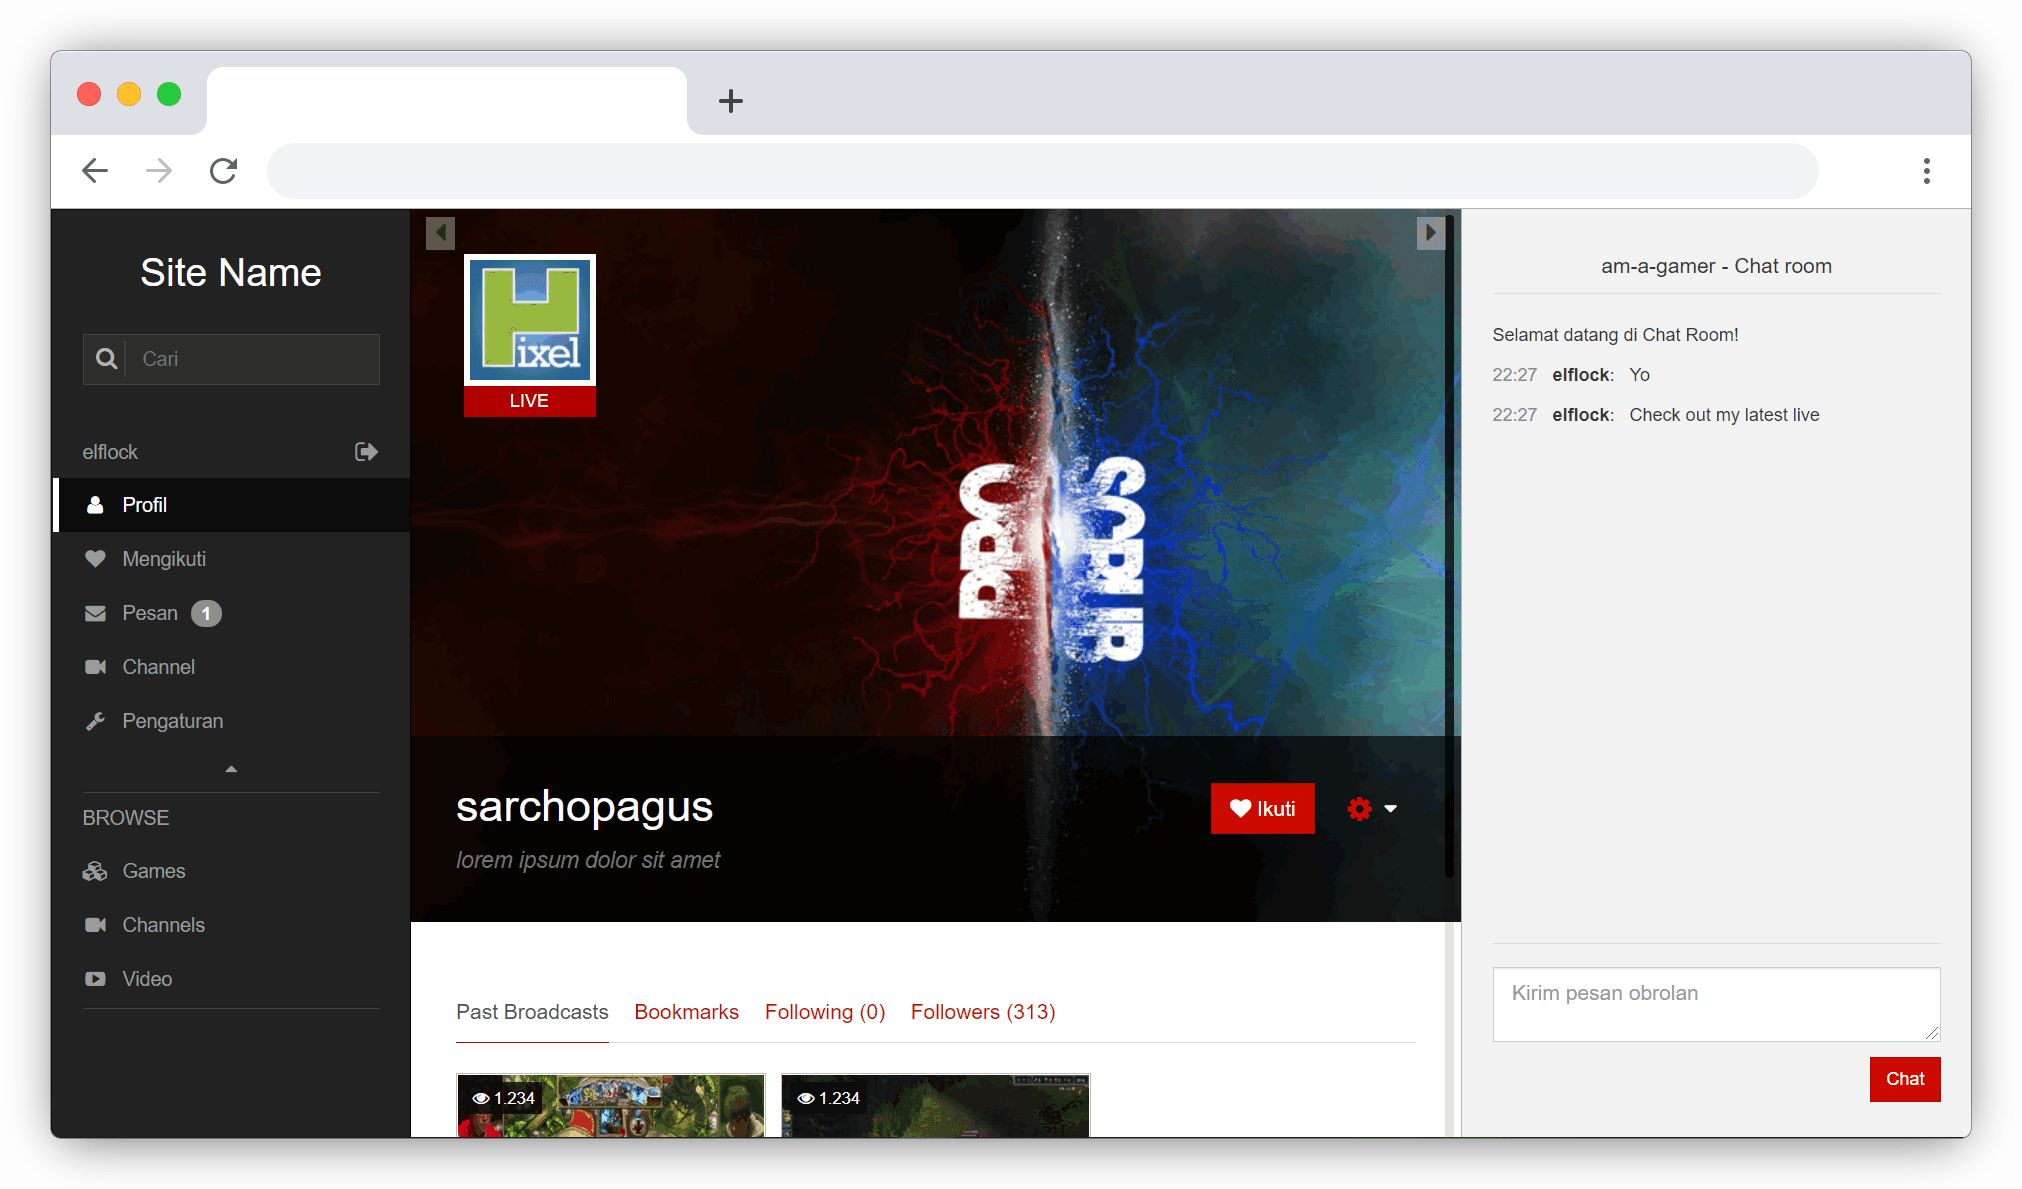 Site Name
Cari
elflock
Profil
Mengikuti
Pesan 1
Channel
Pengaturan
BROWSE
Games
Channels
Video
ixel
LIVE
PRO
SCRUB
sarchopagus
lorem ipsum dolor sit amet
Ikuti
Past Broadcasts Bookmarks Following (0) Followers (313)
1.234 1.234
am-a-gamer - Chat room
Selamat datang di Chat Room!
22:27 elflock: Yo
22:27 elflock: Check out my latest live
Kirim pesan obrolan
Chat